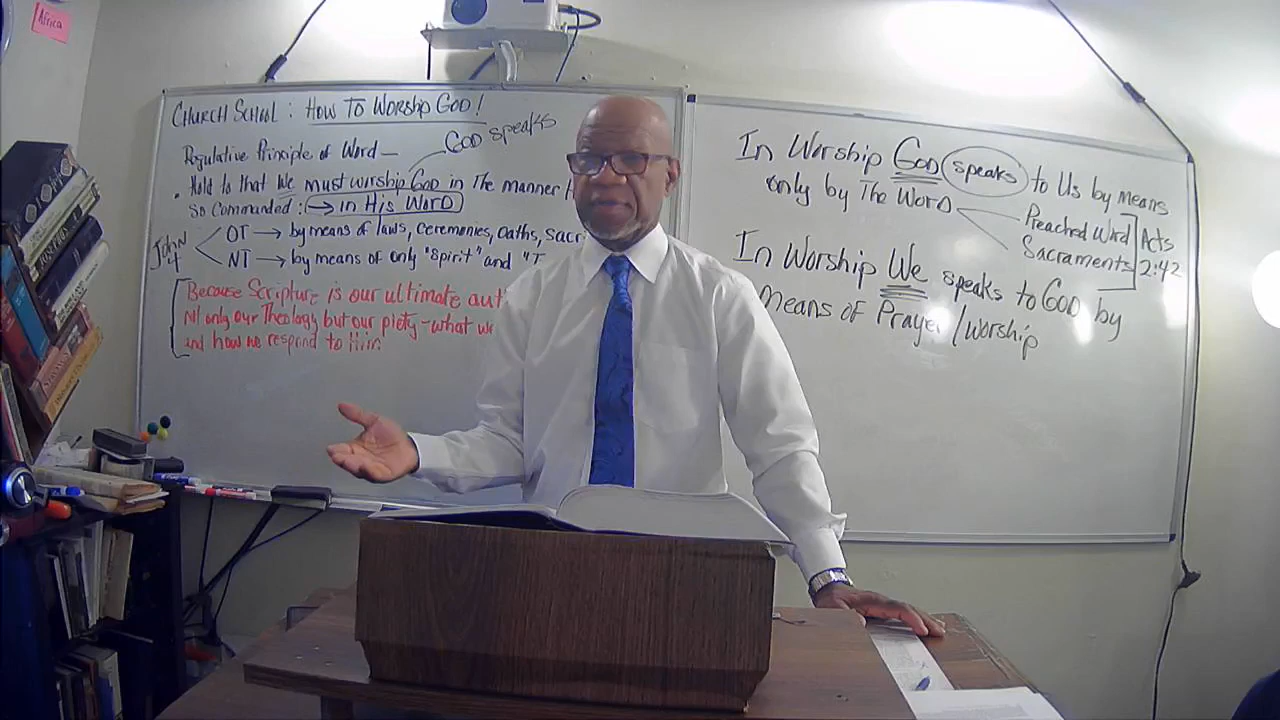 Africa
CHURCH SCHOOL: HOW TO WORSHIP GOD!
Regulative Principle of Word —
GOD speaks
Hold to that We must worship GOD in The manner
So Commanded: → in His WORD
John 4
OT → by means of laws, ceremonies, Oaths, sacr
NT → by means of only "Spirit" and "T
Because Scripture is our ultimate aut
Nt only our Theology but our piety - what we
and how we respond to Him
In Worship GOD speaks to Us by means
only by The WORD
Preached Word
Sacraments
Acts
2:42
In Worship We speaks to GOD by
Means of Prayer/worship